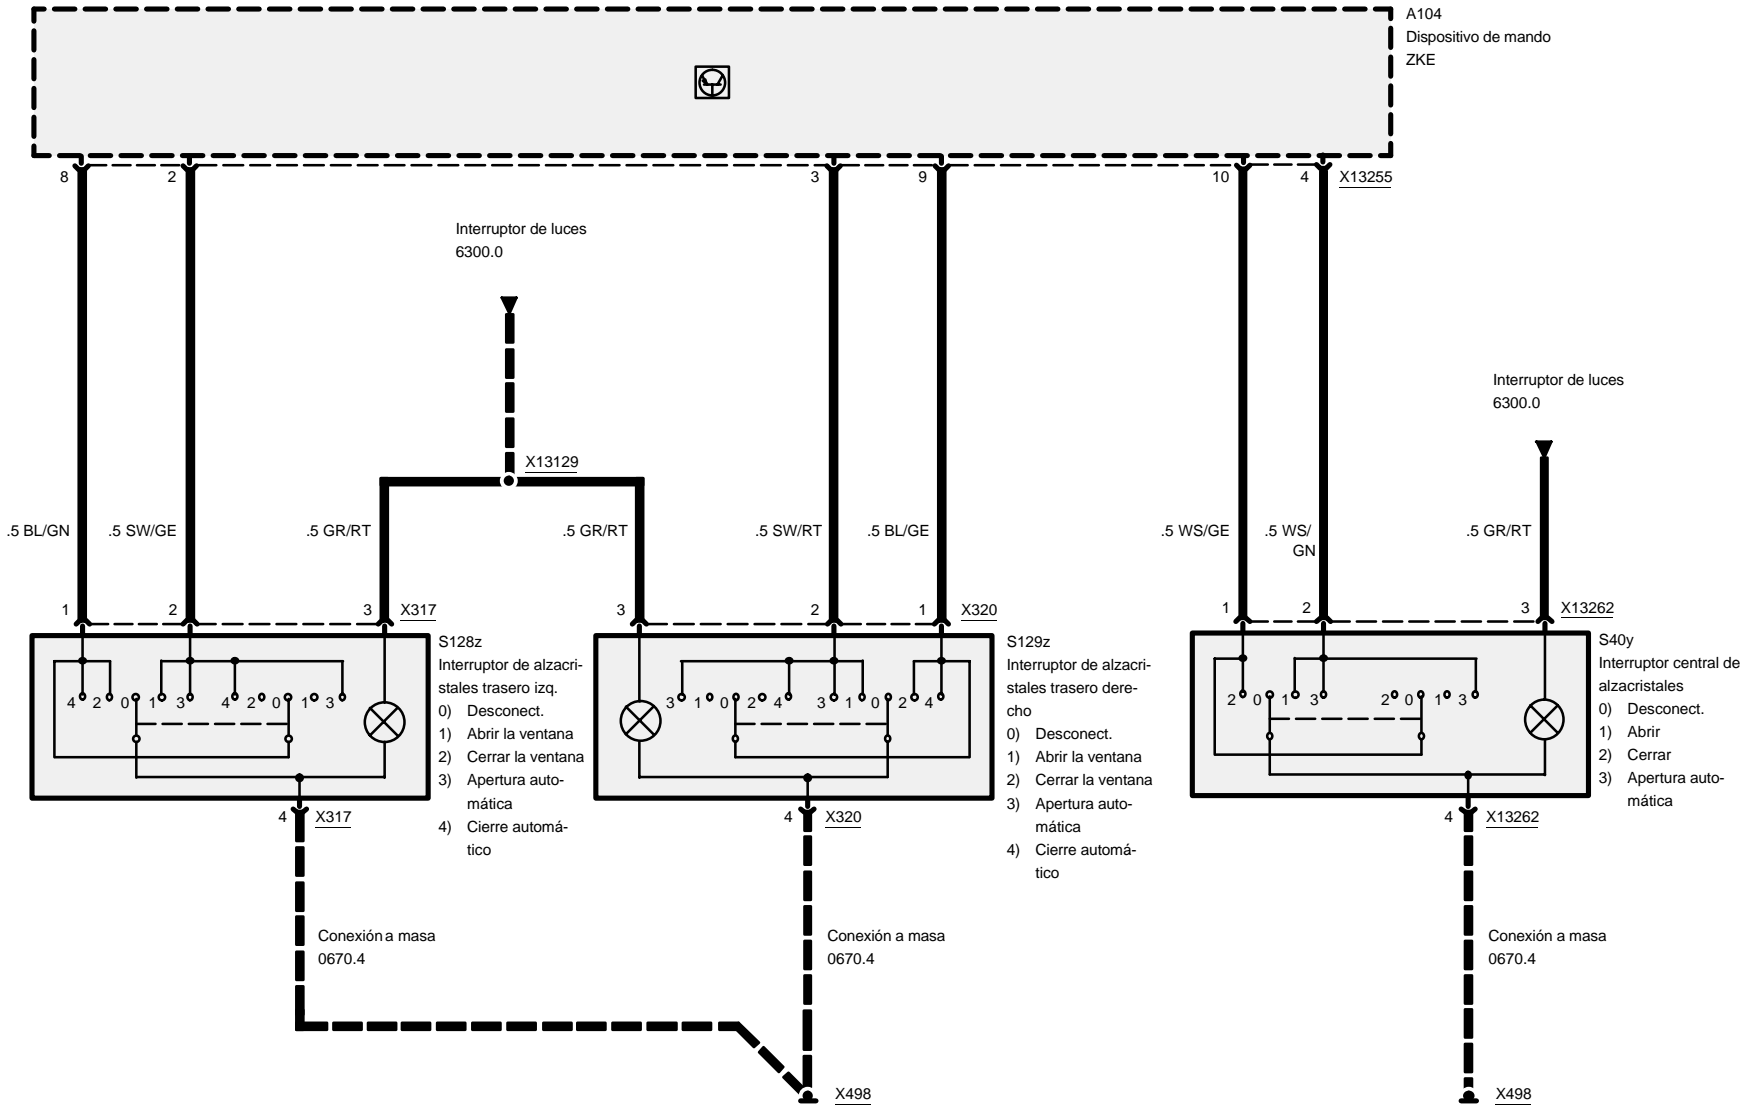 A104
Dispositivo de mando
ZKE
8
2
3
9
10
4
X13255
Interruptor de luces
6300.0
Interruptor de luces
6300.0
X13129
.5 BL/GN
.5 SW/GE
.5 GR/RT
.5 GR/RT
.5 SW/RT
.5 BL/GE
.5 WS/GE
.5 WS/
GN
.5 GR/RT
1
2
3
X317
3
2
1
X320
1
2
3
X13262
4 2 0 1 3 4 2 0 1 3
S128z
Interruptor de alzacri-
stales trasero izq.
0) Desconect.
1) Abrir la ventana
2) Cerrar la ventana
3) Apertura auto-
mática
4) Cierre automá-
tico
3 1 0 2 4 3 1 0 2 4
S129z
Interruptor de alzacri-
stales trasero dere-
cho
0) Desconect.
1) Abrir la ventana
2) Cerrar la ventana
3) Apertura auto-
mática
4) Cierre automá-
tico
2 0 1 3 2 0 1 3
S40y
Interruptor central de
alzacristales
0) Desconect.
1) Abrir
2) Cerrar
3) Apertura auto-
mática
4
X317
4
X320
4
X13262
Conexión a masa
0670.4
Conexión a masa
0670.4
Conexión a masa
0670.4
X498
X498